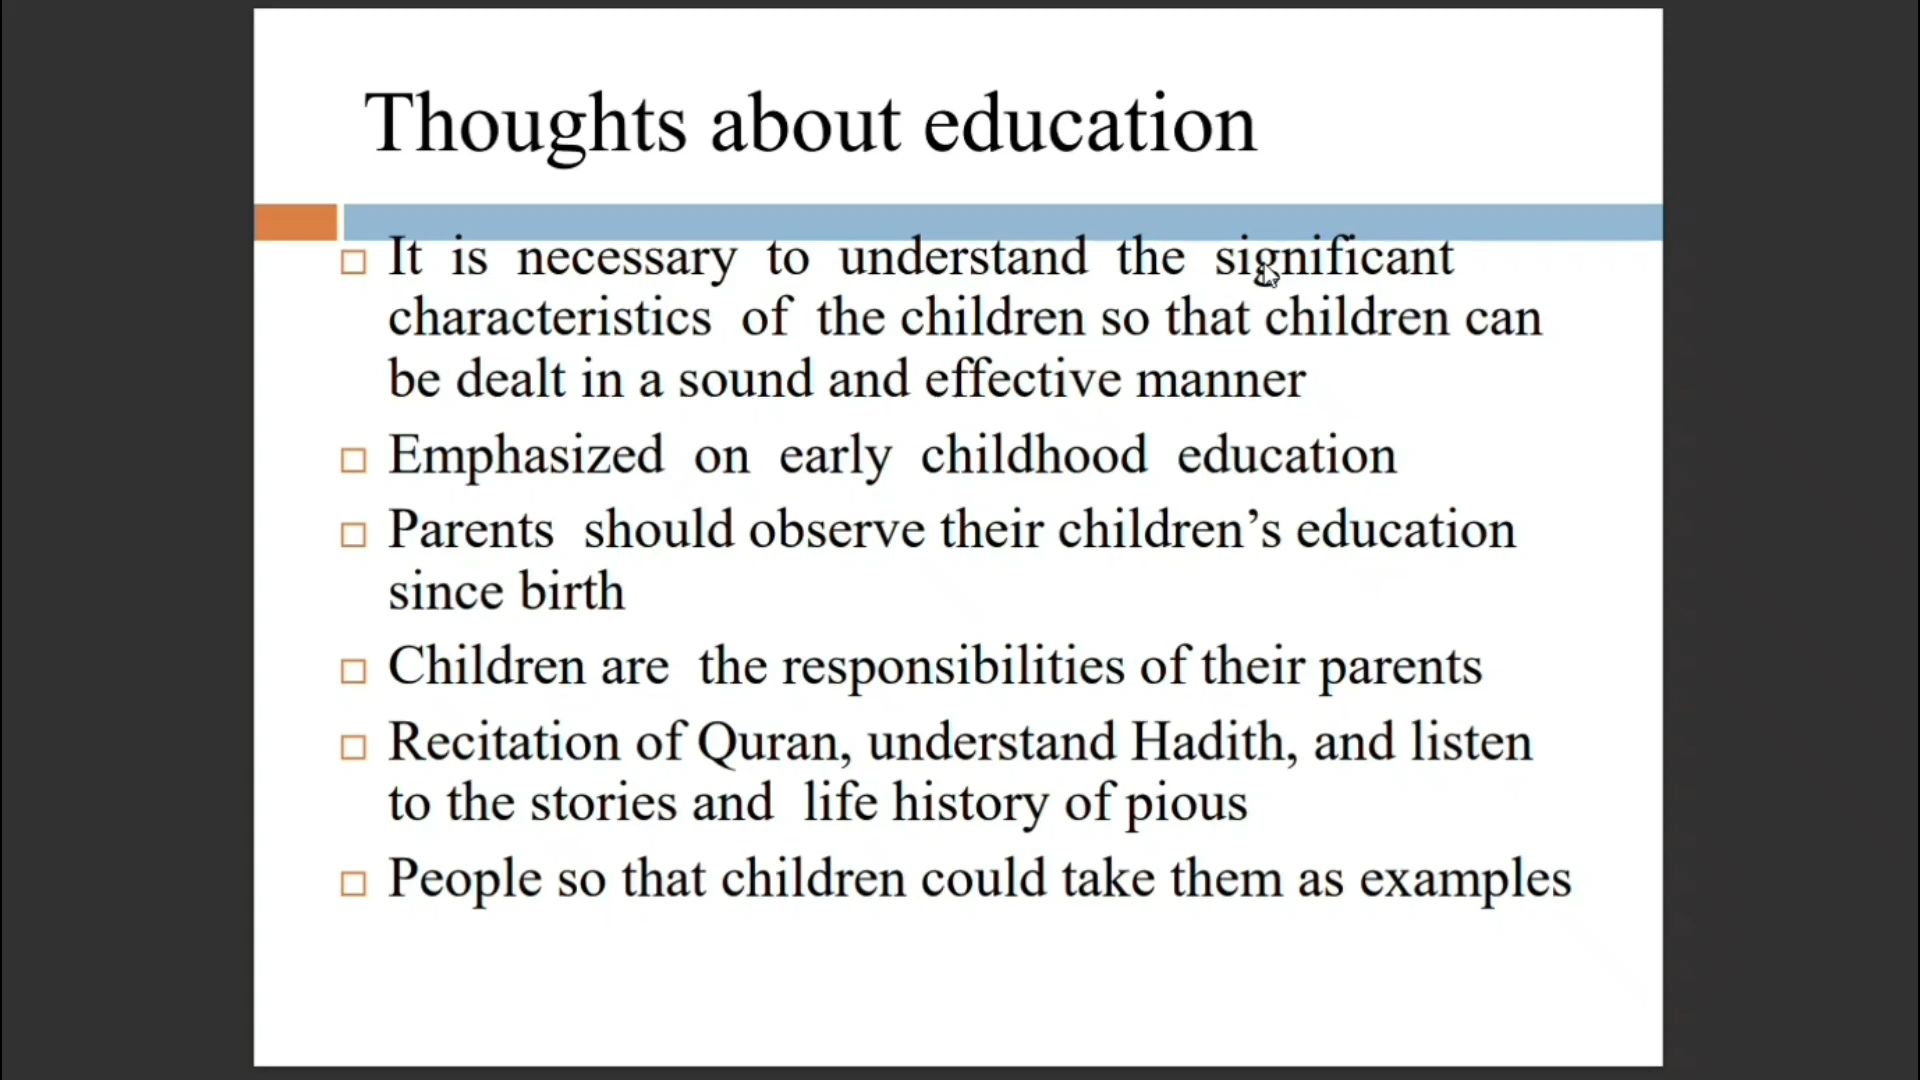 Thoughts about education
It is necessary to understand the significant
characteristics of the children so that children can
be dealt in a sound and effective manner
Emphasized on early childhood education
Parents should observe their children’s education
since birth
Children are the responsibilities of their parents
Recitation of Quran, understand Hadith, and listen
to the stories and life history of pious
People so that children could take them as examples